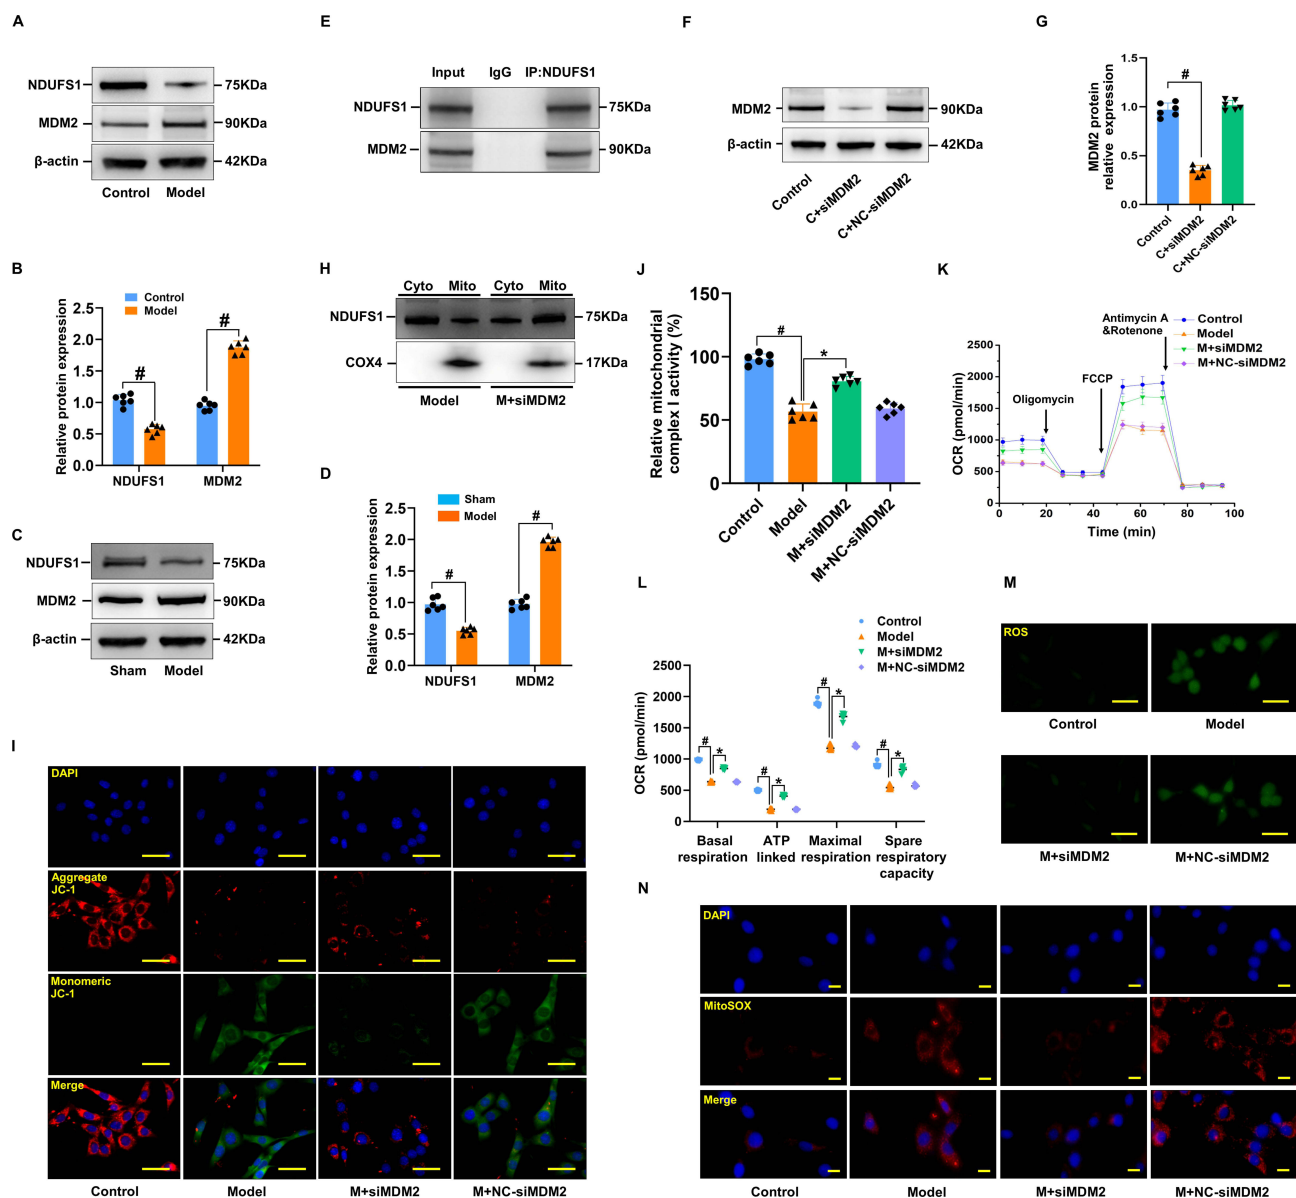 A
NDUFS1
75KDa
MDM2
90KDa
β-actin
42KDa
Control Model
B
Control
Model
Relative protein expression
2.5
2.0
1.5
1.0
0.5
0.0
# #
NDUFS1 MDM2
C
NDUFS1
75KDa
MDM2
90KDa
β-actin
42KDa
Sham Model
D
Sham
Model
Relative protein expression
2.5
2.0
1.5
1.0
0.5
0.0
# #
NDUFS1 MDM2
E
Input IgG IP:NDUFS1
NDUFS1
75KDa
MDM2
90KDa
F
MDM2
90KDa
β-actin
42KDa
Control
C+siMDM2
C+NC-siMDM2
G
MDM2 protein
relative expression
1.5
1.0
0.5
0.0
#
Control
C+siMDM2
C+NC-siMDM2
H
Cyto Mito Cyto Mito
NDUFS1
75KDa
COX4
17KDa
Model M+siMDM2
I
DAPI
Aggregate
JC-1
Monomeric
JC-1
Merge
Control Model M+siMDM2 M+NC-siMDM2
J
Relative mitochondrial
complex I activity (%)
150
100
50
0
# *
Control
Model
M+siMDM2
M+NC-siMDM2
K
Control
Model
M+siMDM2
M+NC-siMDM2
Antimycin A
&Rotenone
FCCP
Oligomycin
OCR (pmol/min)
2500
2000
1500
1000
500
0
0 20 40 60 80 100
Time (min)
L
Control
Model
M+siMDM2
M+NC-siMDM2
OCR (pmol/min)
2500
2000
1500
1000
500
0
# * # * # * # *
Basal
respiration
ATP
linked
Maximal
respiration
Spare
respiratory
capacity
M
ROS
Control Model
M+siMDM2 M+NC-siMDM2
N
DAPI
MitoSOX
Merge
Control Model M+siMDM2 M+NC-siMDM2